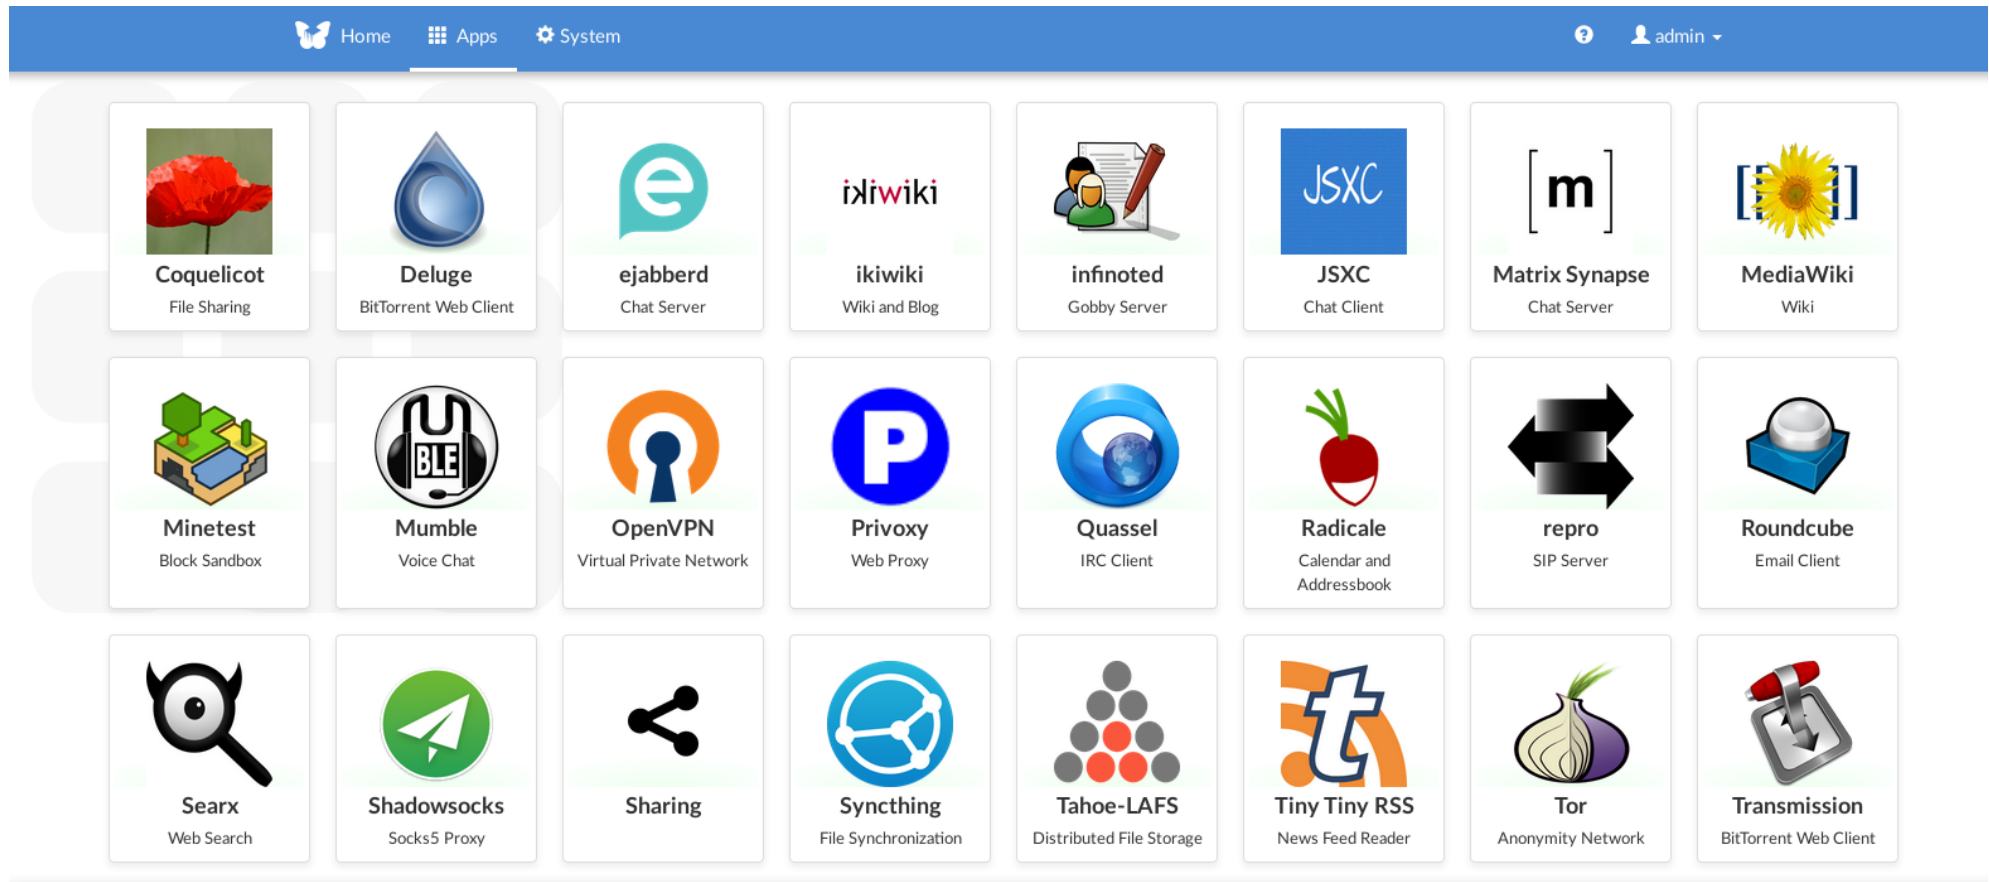 Home Apps System admin
ikiwiki JSXC [m] [[ ]]
Coquelicot Deluge ejabberd ikiwiki infinoted JSXC Matrix Synapse MediaWiki
File Sharing BitTorrent Web Client Chat Server Wiki and Blog Gobby Server Chat Client Chat Server Wiki
UM BLE P
Minetest Mumble OpenVPN Privoxy Quassel Radicale repro Roundcube
Block Sandbox Voice Chat Virtual Private Network Web Proxy IRC Client Calendar and SIP Server Email Client
Addressbook
t
Searx Shadowsocks Sharing Syncthing Tahoe-LAFS Tiny Tiny RSS Tor Transmission
Web Search Socks5 Proxy File Synchronization Distributed File Storage News Feed Reader Anonymity Network BitTorrent Web Client